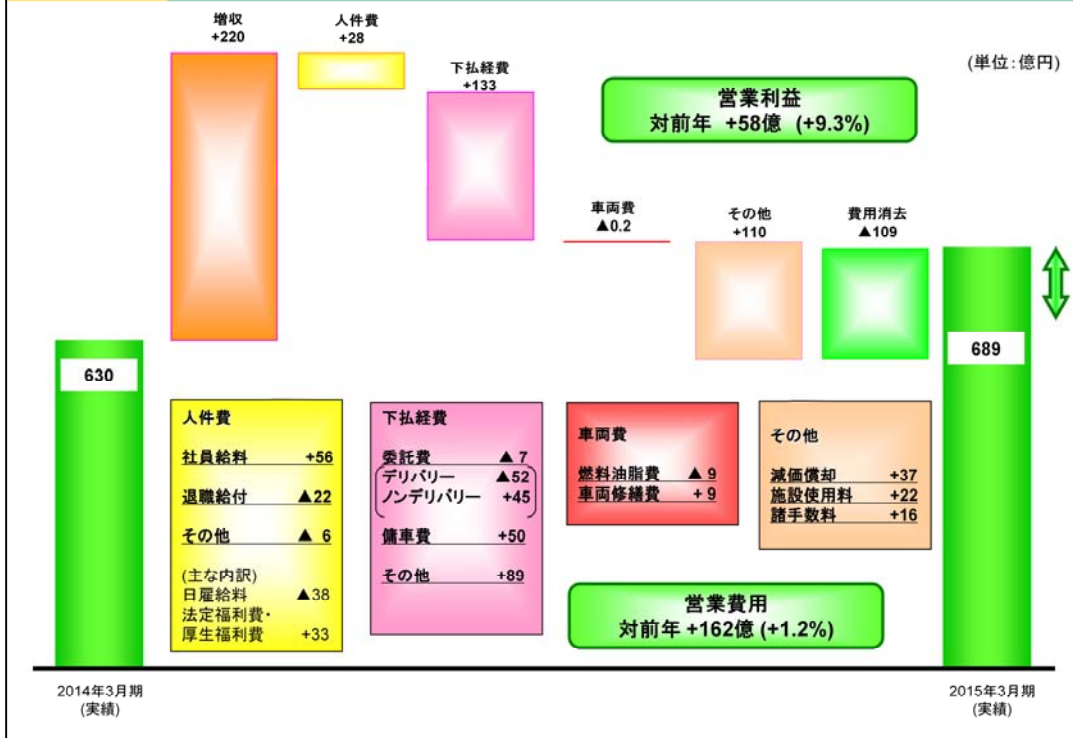 増収
+220
人件費
+28
下払経費
+133
(単位:億円)
営業利益
対前年 +58億 (+9.3%)
車両費
▲0.2
その他
+110
費用消去
▲109
630
689
人件費
社員給料 +56
退職給付 ▲22
その他 ▲ 6
(主な内訳)
日雇給料 ▲38
法定福利費・
厚生福利費 +33
下払経費
委託費 ▲ 7
デリバリー ▲52
ノンデリバリー +45
傭車費 +50
その他 +89
車両費
燃料油脂費 ▲ 9
車両修繕費 + 9
その他
減価償却 +37
施設使用料 +22
諸手数料 +16
営業費用
対前年 +162億 (+1.2%)
2014年3月期
(実績)
2015年3月期
(実績)